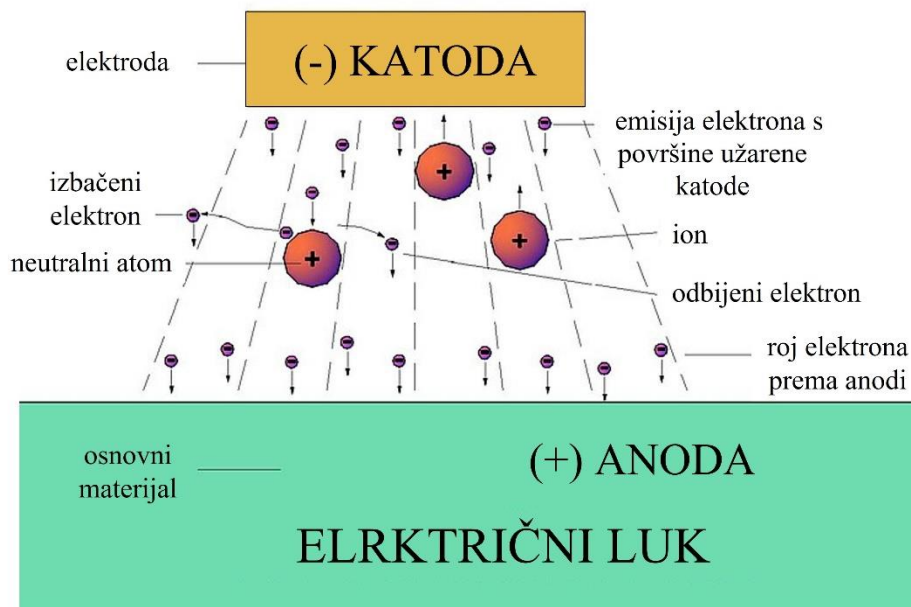 elektroda
(-) KATODA
emisija elektrona s
površine užarene
katode
izbačeni
elektron
neutralni atom
ion
odbijeni elektron
roj elektrona
prema anodi
osnovni
materijal
(+) ANODA
ELRKTRIČNI LUK